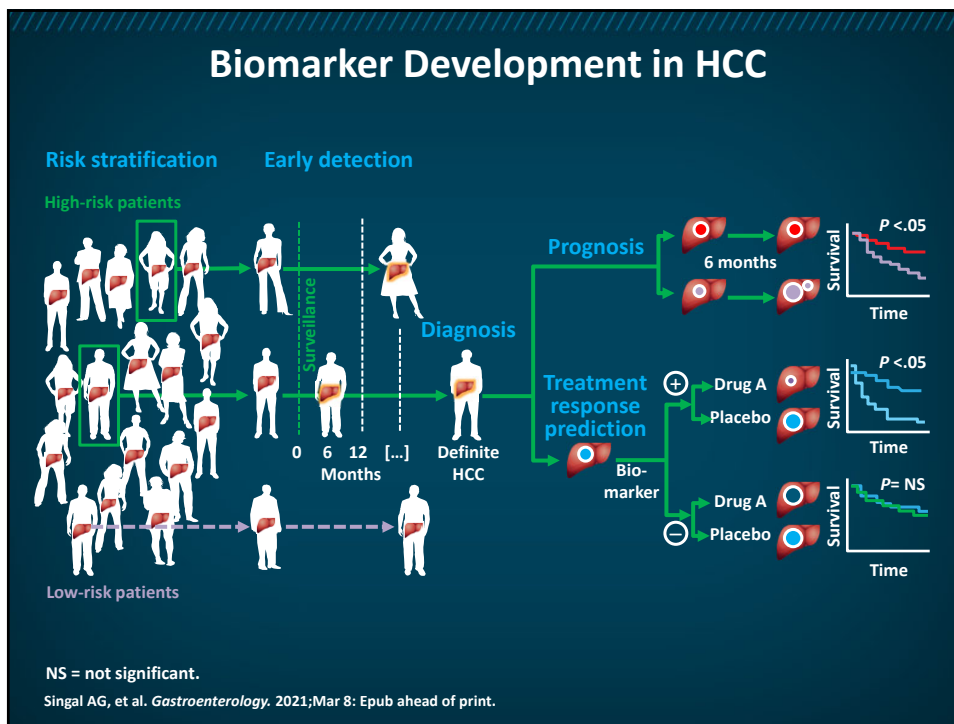 Biomarker Development in HCC
Risk stratification
Early detection
High-risk patients
Surveillance
0
6
12
[...]
Months
Diagnosis
Definite
HCC
Low-risk patients
Prognosis
6 months
Survival
P <.05
Time
Treatment
response
prediction
Bio-
marker
+
Drug A
Placebo
Survival
P <.05
Time
−
Drug A
Placebo
Survival
P= NS
Time
NS = not significant.
Singal AG, et al. Gastroenterology. 2021;Mar 8: Epub ahead of print.